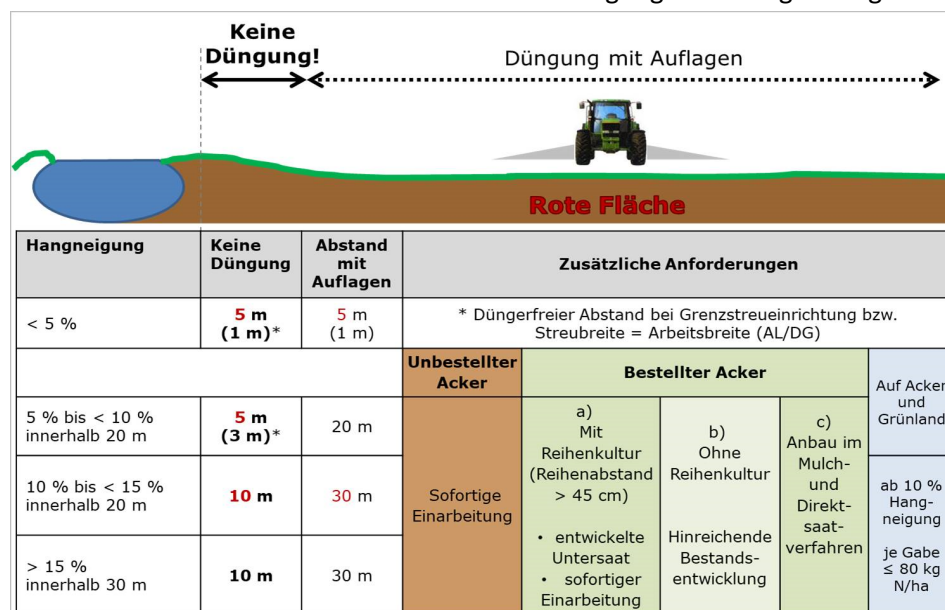 Keine
Düngung!
Düngung mit Auflagen
Rote Fläche
Hangneigung
Keine
Düngung
Abstand
mit
Auflagen
Zusätzliche Anforderungen
< 5 %
5 m
(1 m)*
5 m
(1 m)
* Düngerfreier Abstand bei Grenzstreueinrichtung bzw.
Streubreite = Arbeitsbreite (AL/DG)
Unbestellter
Acker
Bestellter Acker
Auf Acker
und
Grünland
5 % bis < 10 %
innerhalb 20 m
5 m
(3 m)*
20 m
10 % bis < 15 %
innerhalb 20 m
10 m
30 m
> 15 %
innerhalb 30 m
10 m
30 m
Sofortige
Einarbeitung
a)
Mit
Reihenkultur
(Reihenabstand
> 45 cm)
• entwickelte
Untersaat
• sofortiger
Einarbeitung
b)
Ohne
Reihenkultur
Hinreichende
Bestands-
entwicklung
c)
Anbau im
Mulch-
und
Direkt-
saat-
verfahren
ab 10 %
Hang-
neigung
je Gabe
≤ 80 kg
N/ha